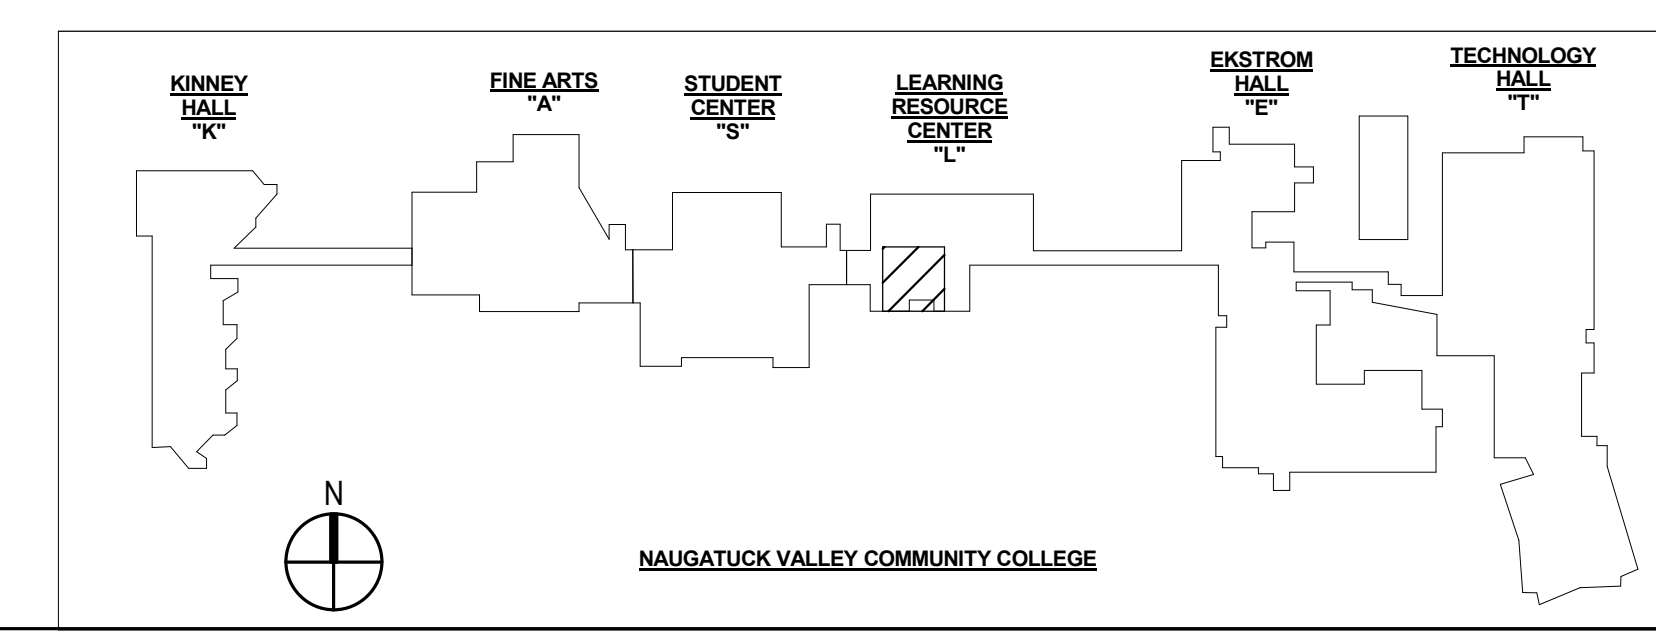 KINNEY
HALL
"K"
FINE ARTS
"A"
STUDENT
CENTER
"S"
LEARNING
RESOURCE
CENTER
"L"
EKSTROM
HALL
"E"
TECHNOLOGY
HALL
"T"
N
NAUGATUCK VALLEY COMMUNITY COLLEGE